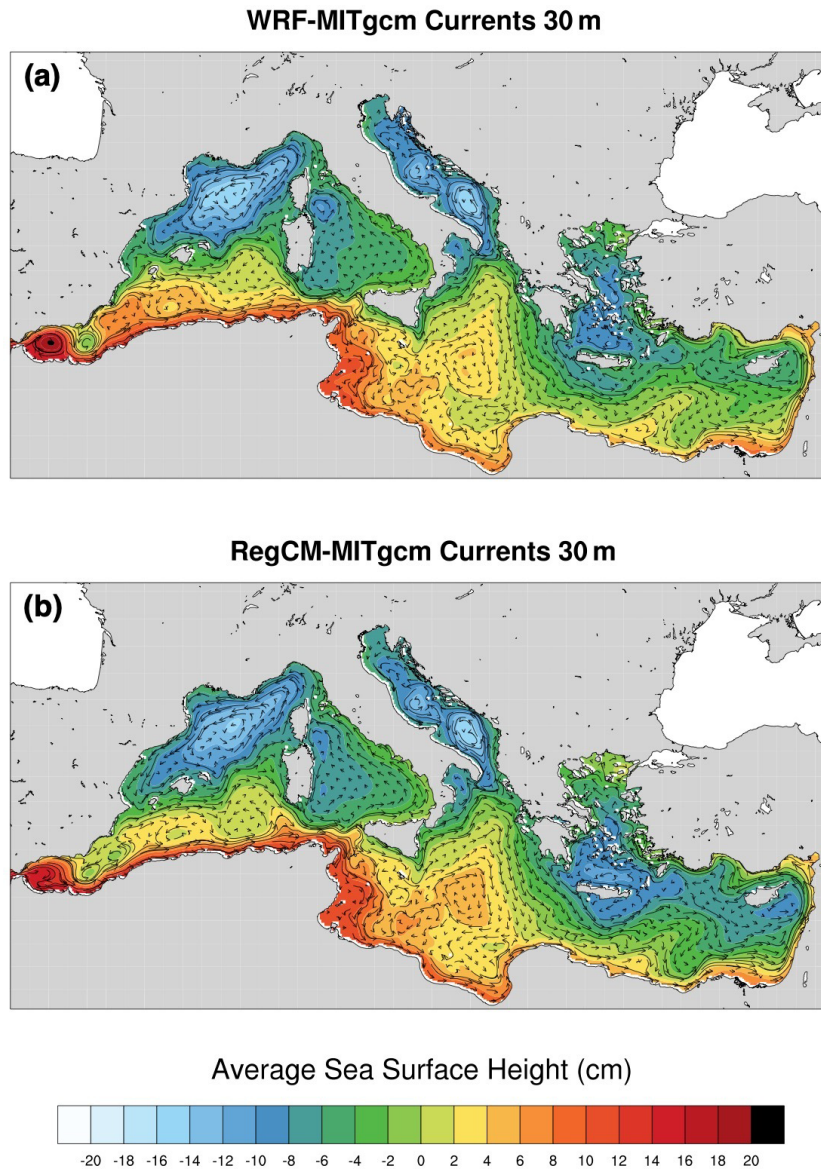 WRF-MITgcm Currents 30 m
(a)
RegCM-MITgcm Currents 30 m
(b)
Average Sea Surface Height (cm)
-20 -18 -16 -14 -12 -10 -8 -6 -4 -2 0 2 4 6 8 10 12 14 16 18 20